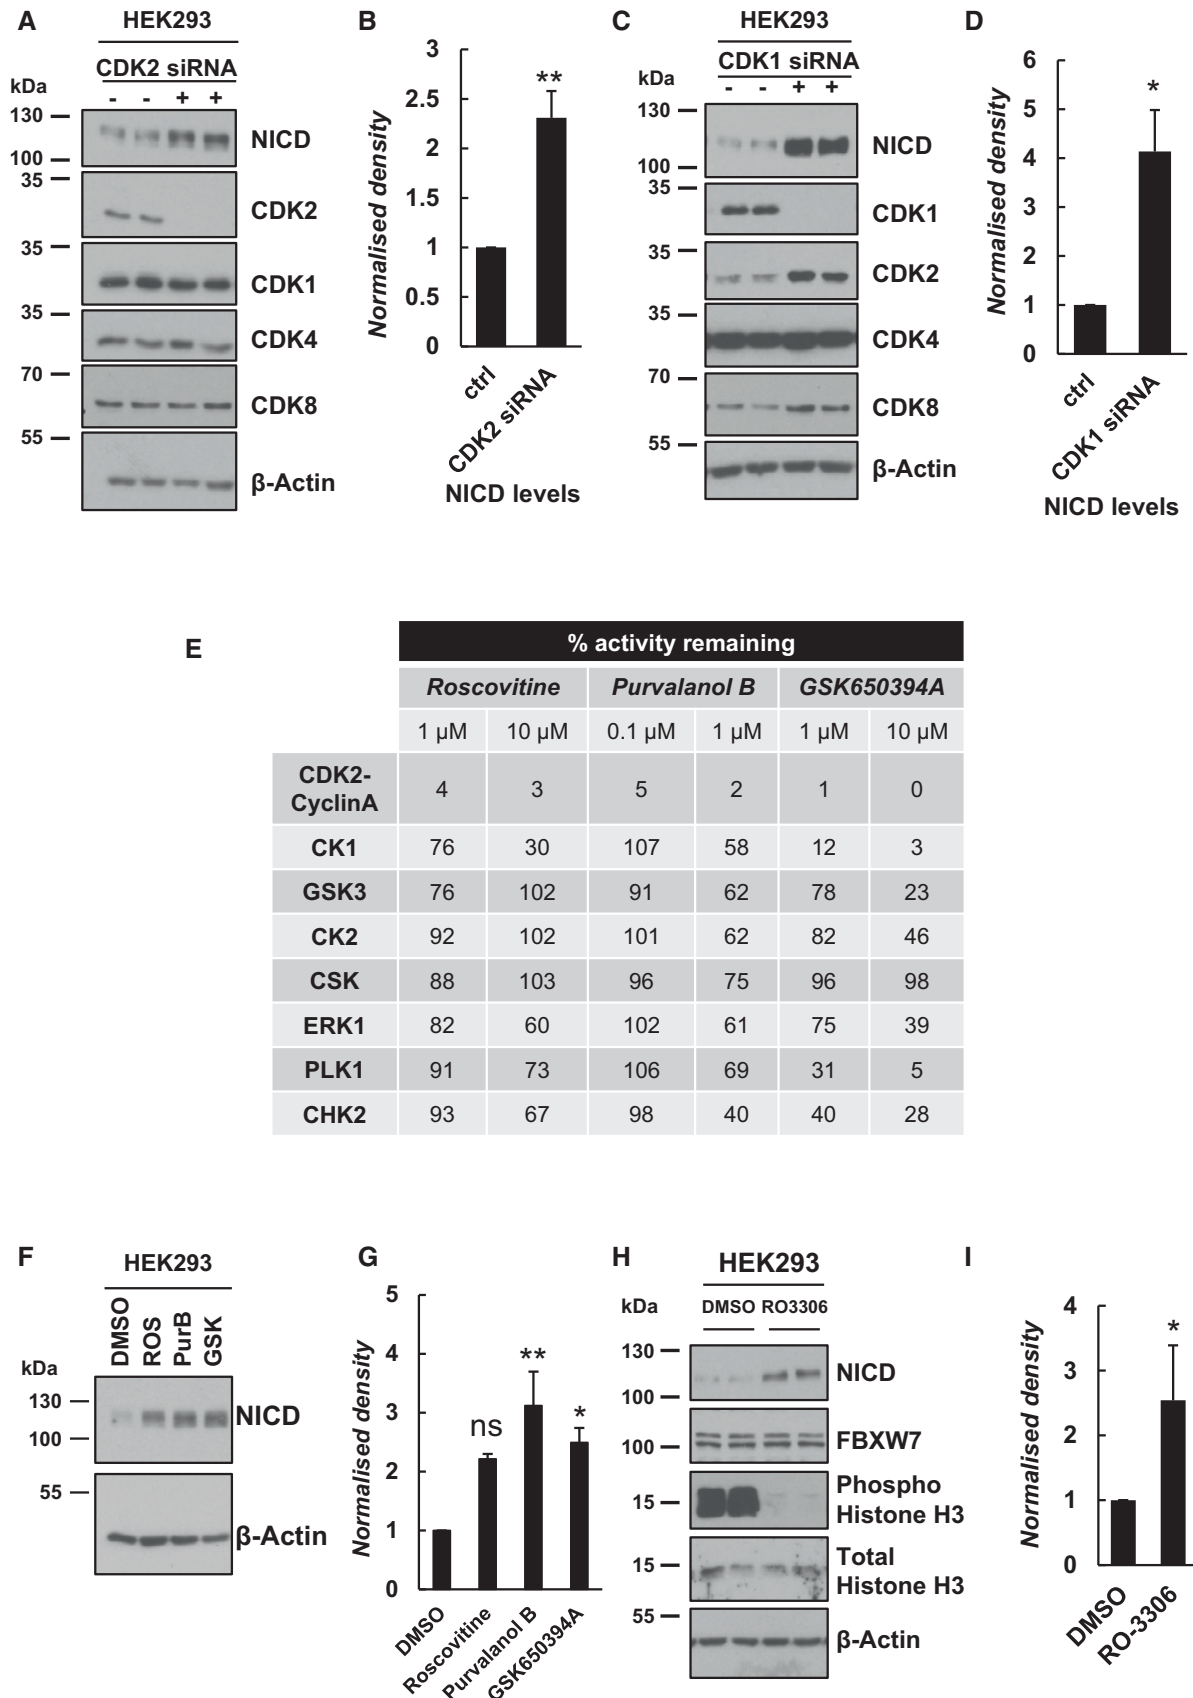 A
HEK293
CDK2 siRNA
kDa
- - + +
130
NICD
100
35
CDK2
35
CDK1
35
CDK4
70
CDK8
55
β-Actin
B
Normalised density
3
2.5
2
1.5
1
0.5
0
**
ctrl
CDK2 siRNA
NICD levels
C
HEK293
CDK1 siRNA
kDa
- - + +
130
NICD
100
35
CDK1
35
CDK2
35
CDK4
70
CDK8
55
β-Actin
D
Normalised density
6
5
4
3
2
1
0
*
ctrl
CDK1 siRNA
NICD levels
E
% activity remaining
Roscovitine Purvalanol B GSK650394A
1 µM 10 µM 0.1 µM 1 µM 1 µM 10 µM
CDK2-
CyclinA 4 3 5 2 1 0
CK1 76 30 107 58 12 3
GSK3 76 102 91 62 78 23
CK2 92 102 101 62 82 46
CSK 88 103 96 75 96 98
ERK1 82 60 102 61 75 39
PLK1 91 73 106 69 31 5
CHK2 93 67 98 40 40 28
F
HEK293
DMSO
ROS
PurB
GSK
kDa
130
NICD
100
55
β-Actin
G
Normalised density
5
4
3
2
1
0
ns
**
*
DMSO
Roscovitine
Purvalanol B
GSK650394A
H
HEK293
kDa
DMSO RO3306
130
NICD
100
FBXW7
100
Phospho
Histone H3
15
Total
Histone H3
15
55
β-Actin
I
Normalised density
4
3
2
1
0
*
DMSO
RO-3306